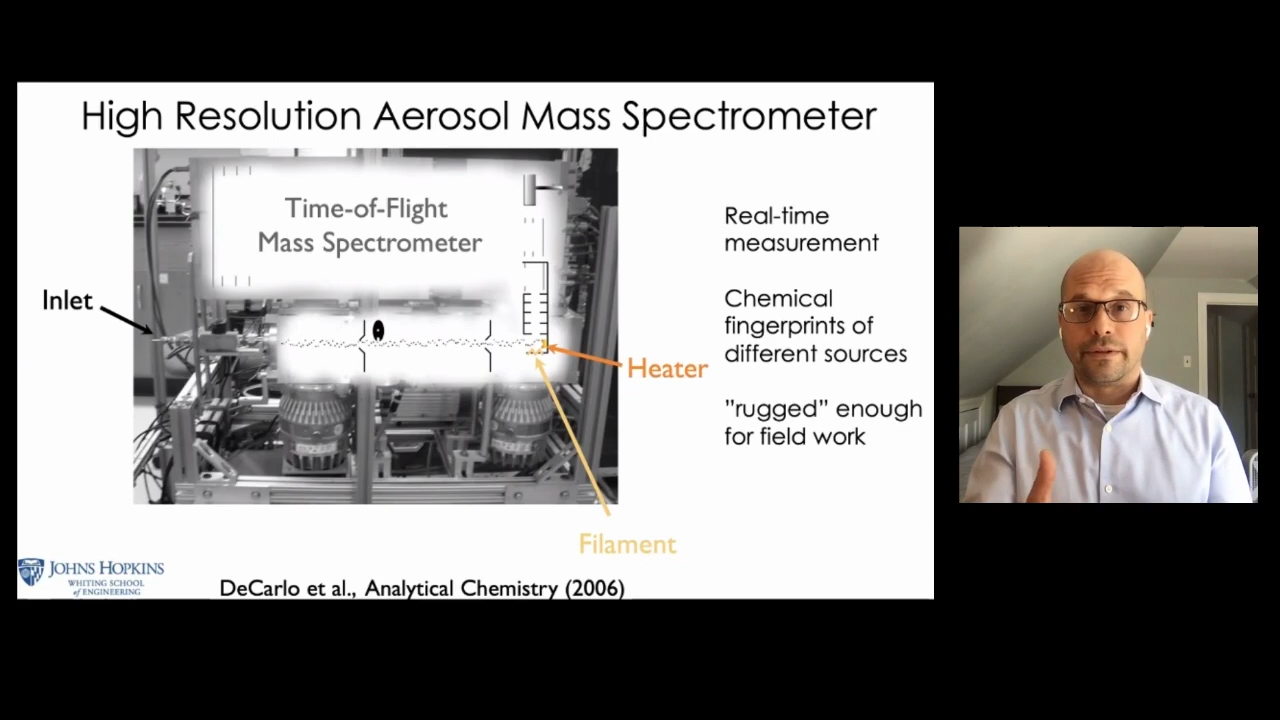 High Resolution Aerosol Mass Spectrometer
Time-of-Flight
Mass Spectrometer
Inlet
Heater
Filament
Real-time
measurement
Chemical
fingerprints of
different sources
”rugged” enough
for field work
JOHNS HOPKINS
WHITING SCHOOL
of ENGINEERING
DeCarlo et al., Analytical Chemistry (2006)